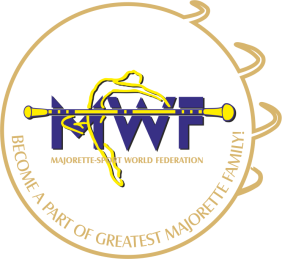 MWF
MAJORETTE-SPORT WORLD FEDERATION
BECOME A PART OF GREATEST MAJORETTE FAMILY!